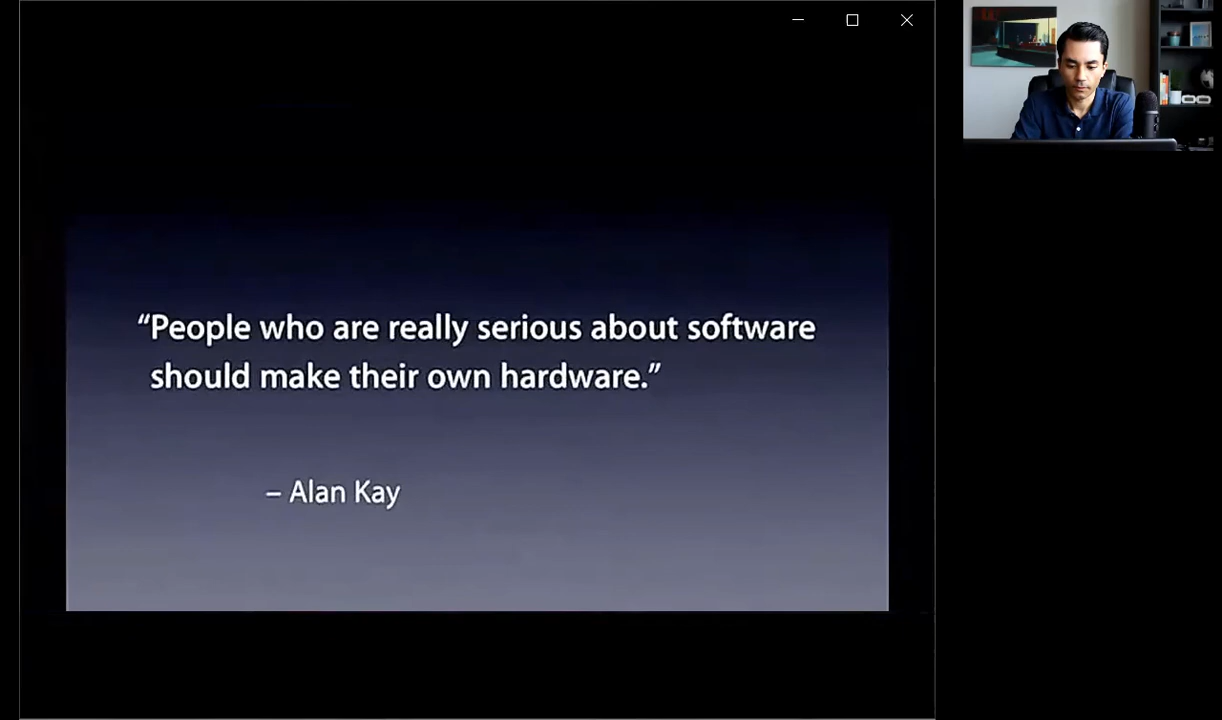 “People who are really serious about software
should make their own hardware.”
– Alan Kay